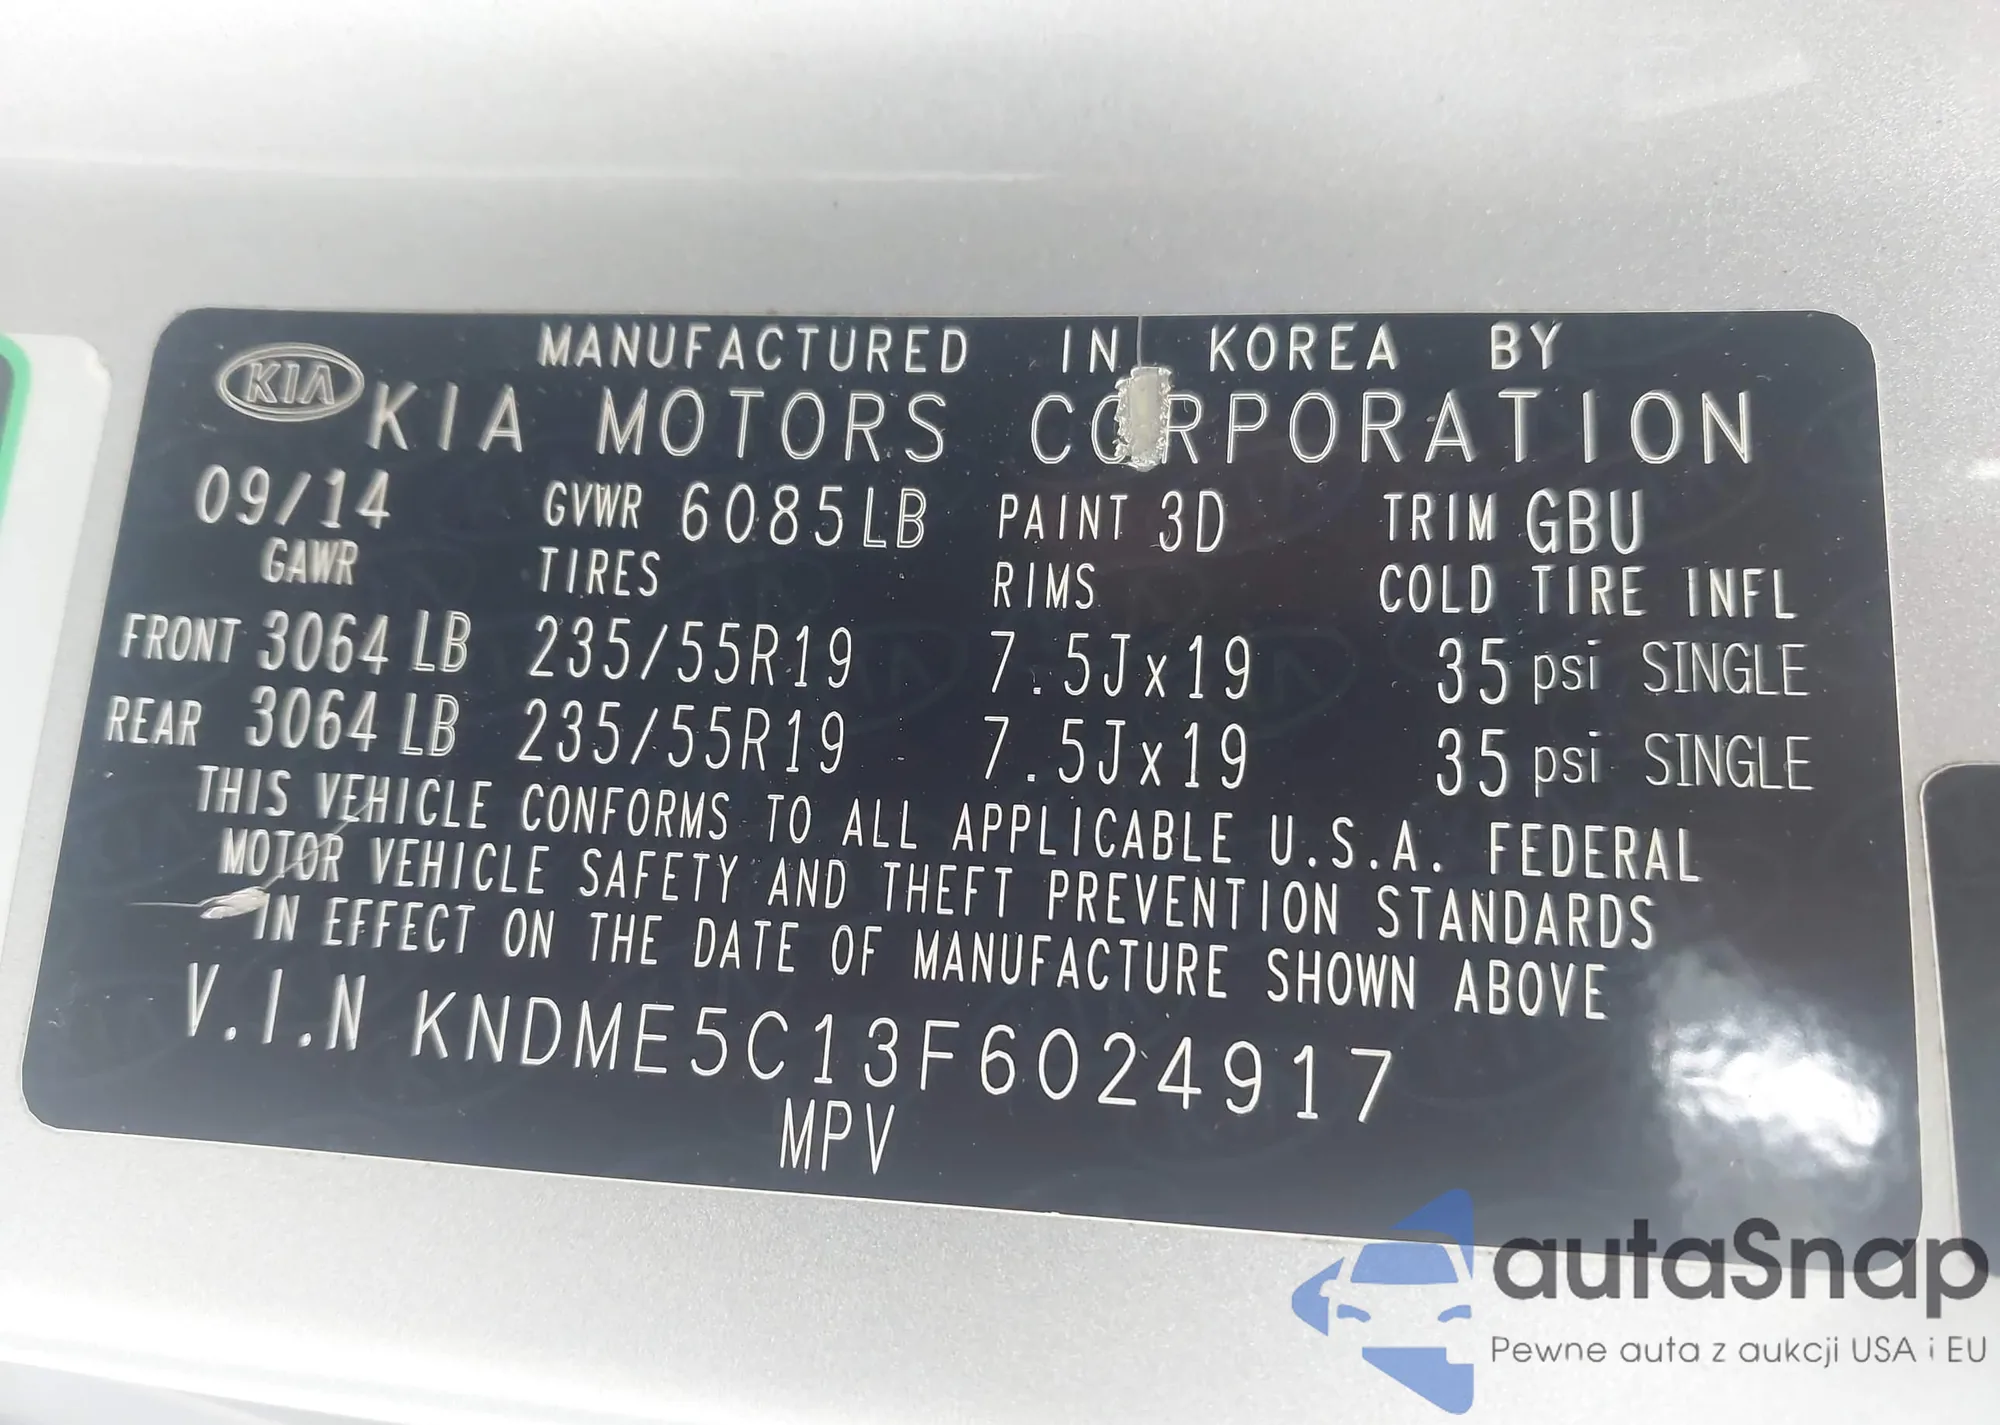 MANUFACTURED IN KOREA BY
KIA KIA MOTORS CORPORATION
09/14 GVWR 6085LB PAINT 3D TRIM GBU
GAWR TIRES RIMS COLD TIRE INFL
FRONT 3064 LB 235/55R19 7.5Jx19 35 psi SINGLE
REAR 3064 LB 235/55R19 7.5Jx19 35 psi SINGLE
THIS VEHICLE CONFORMS TO ALL APPLICABLE U.S.A. FEDERAL
MOTOR VEHICLE SAFETY AND THEFT PREVENTION STANDARDS
IN EFFECT ON THE DATE OF MANUFACTURE SHOWN ABOVE
V.I.N KNDME5C13F6024917
MPV
autaSnap
Pewne auta z aukcji USA i EU